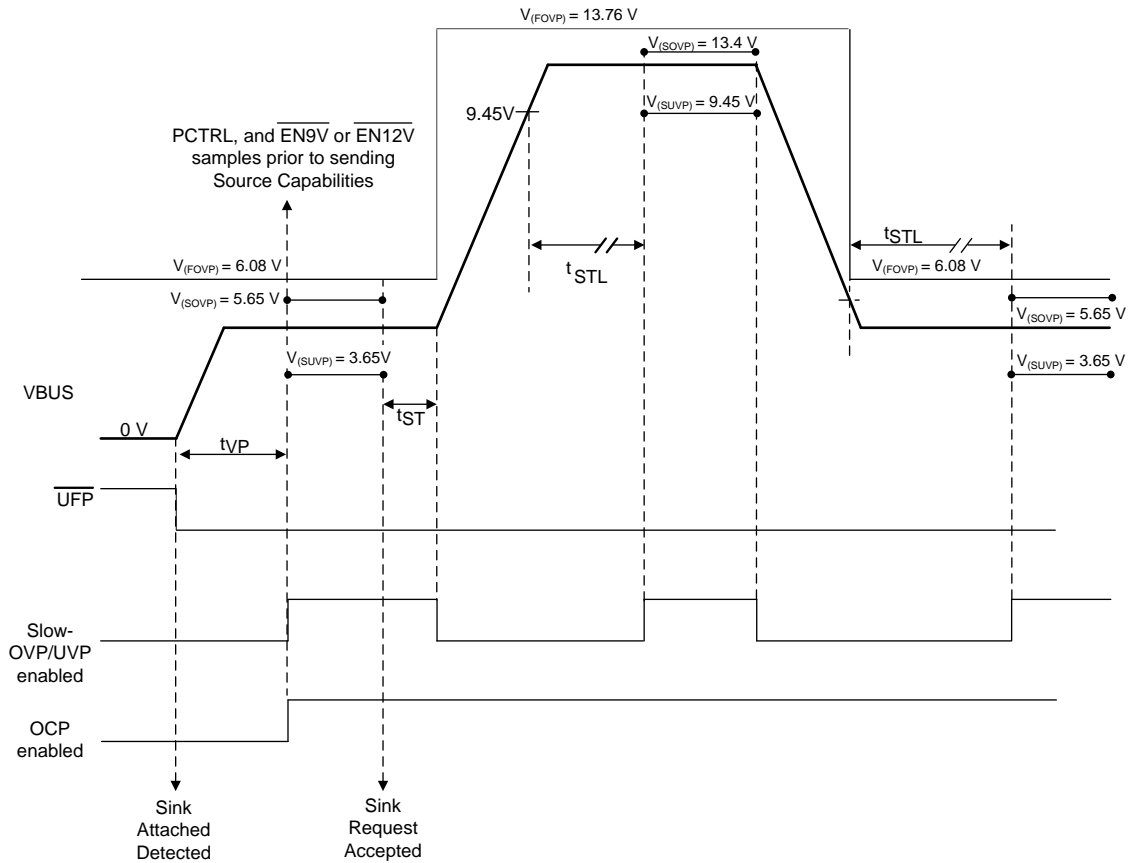 V(FOVP) = 13.76 V
V(SOVP) = 13.4 V
9.45V
V(SUVP) = 9.45 V
PCTRL, and EN9V or EN12V
samples prior to sending
Source Capabilities
tSTL
tSTL
V(FOVP) = 6.08 V
V(FOVP) = 6.08 V
V(SOVP) = 5.65 V
V(SOVP) = 5.65 V
V(SUVP) = 3.65V
V(SUVP) = 3.65 V
VBUS
tST
0 V
tVP
UFP
Slow-
OVP/UVP
enabled
OCP
enabled
Sink
Attached
Detected
Sink
Request
Accepted